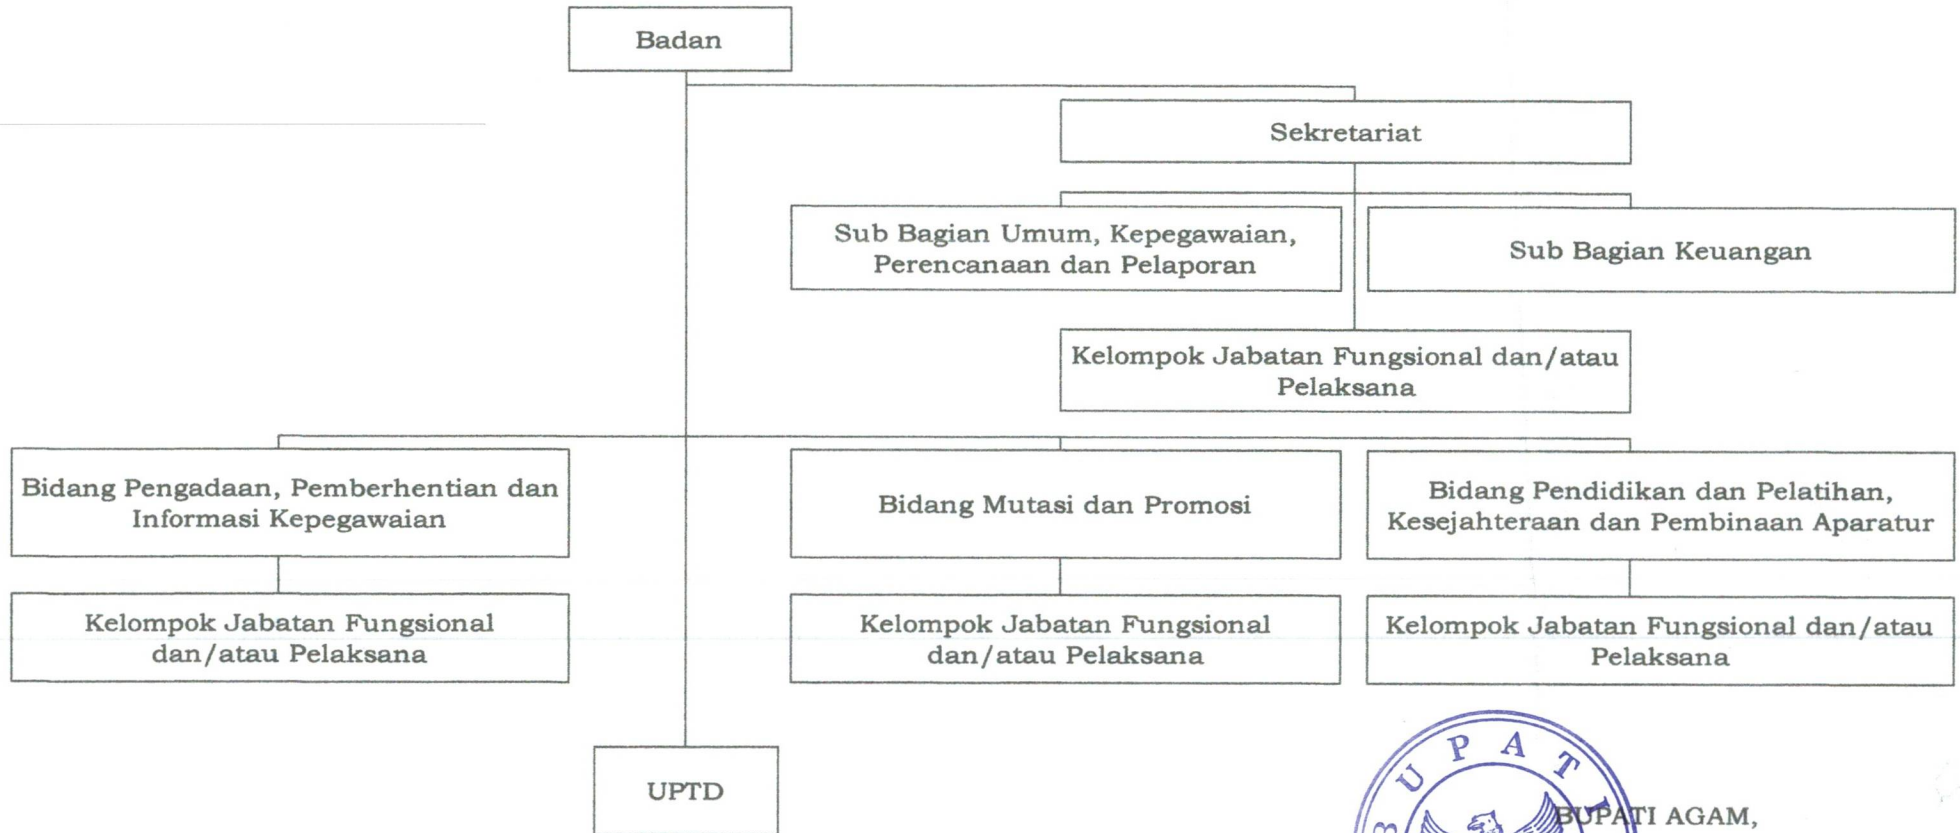 Badan
Sekretariat
Sub Bagian Umum, Kepegawaian,
Perencanaan dan Pelaporan
Sub Bagian Keuangan
Kelompok Jabatan Fungsional dan/atau
Pelaksana
Bidang Pengadaan, Pemberhentian dan
Informasi Kepegawaian
Bidang Mutasi dan Promosi
Bidang Pendidikan dan Pelatihan,
Kesejahteraan dan Pembinaan Aparatur
Kelompok Jabatan Fungsional
dan/atau Pelaksana
Kelompok Jabatan Fungsional
dan/atau Pelaksana
Kelompok Jabatan Fungsional dan/atau
Pelaksana
UPTD
BUPATI
BUPATI AGAM,